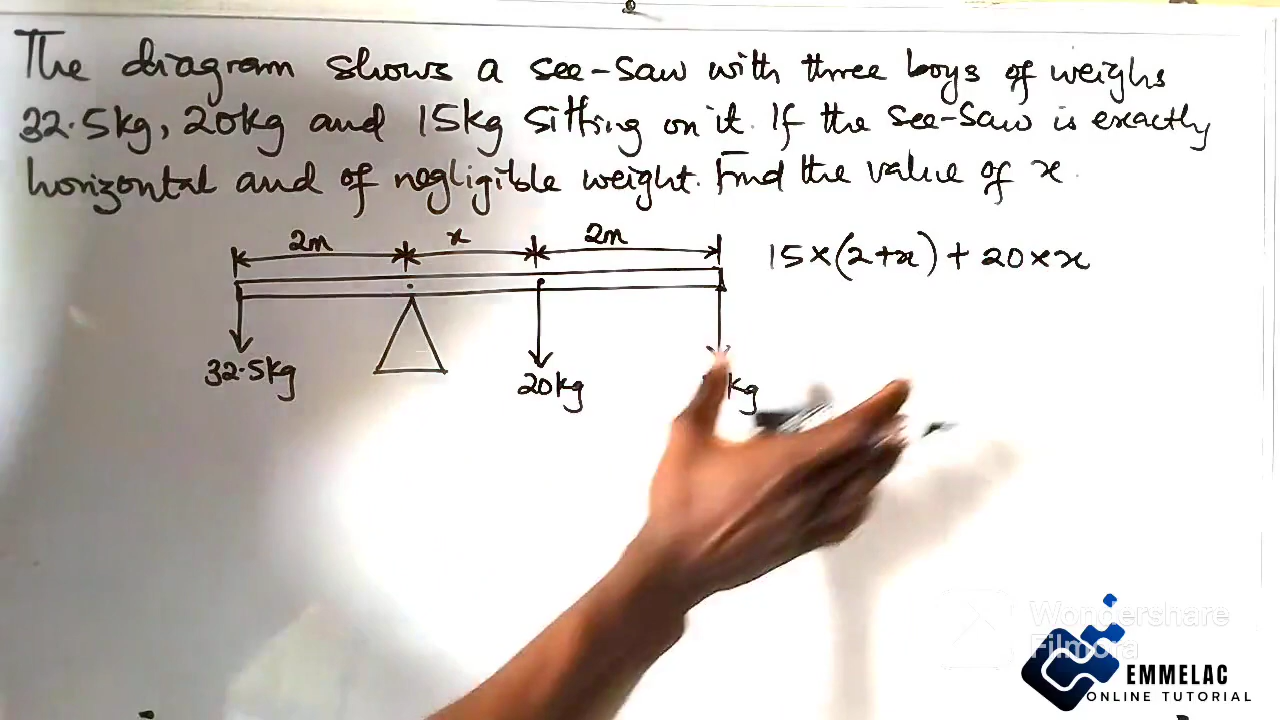 The diagram shows a see-saw with three boys of weighs
32.5kg, 20kg and 15kg sitting on it. If the see-saw is exactly
horizontal and of negligible weight. Find the value of x.
2m x 2m
15×(2+x)+20×x
32.5kg 20kg kg
Wondershare
Filmora
EMMELAC
ONLINE TUTORIAL